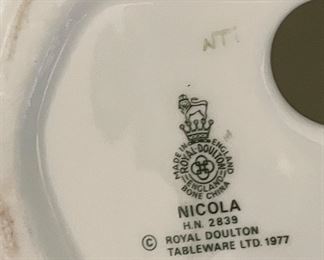 NT
MADE IN ENGLAND
ROYAL DOULTON
ENGLAND
BONE CHINA
NICOLA
H.N. 2839
© ROYAL DOULTON
TABLEWARE LTD. 1977